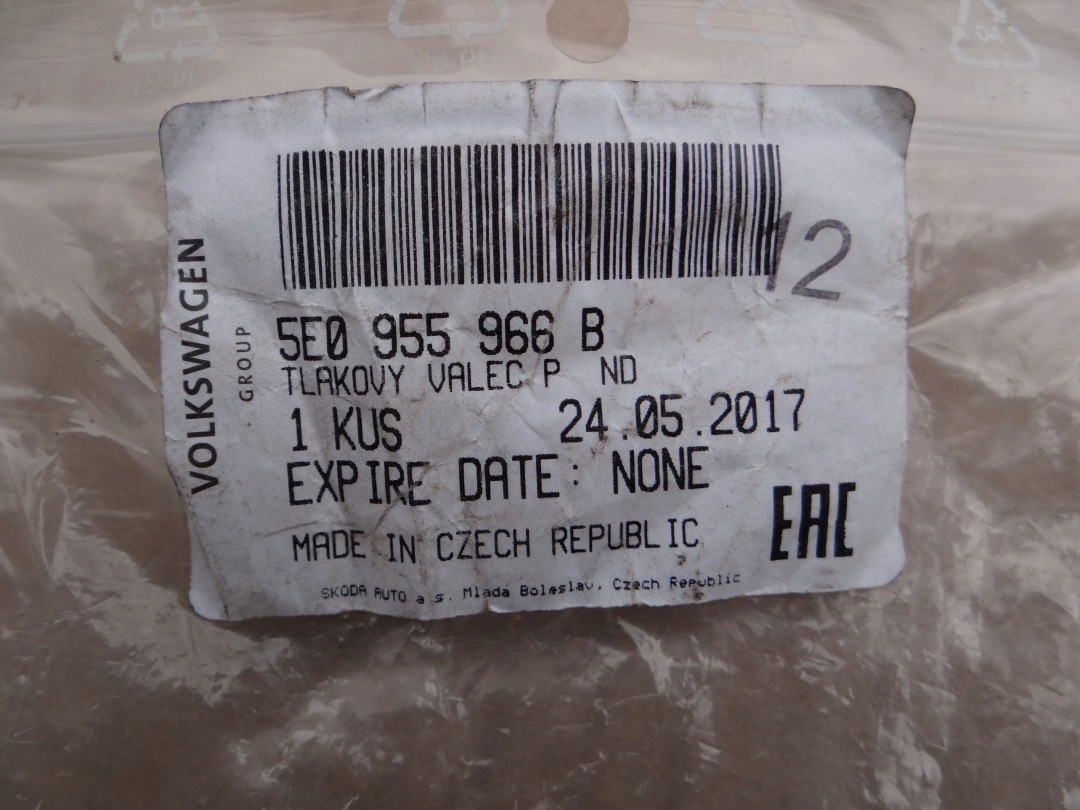 VOLKSWAGEN
GROUP
12
5E0 955 966 B
TLAKOVY VALEC P ND
1 KUS 24.05.2017
EXPIRE DATE: NONE
MADE IN CZECH REPUBLIC
EAC
SKODA AUTO a s. Mlada Boleslav, Czech Republic